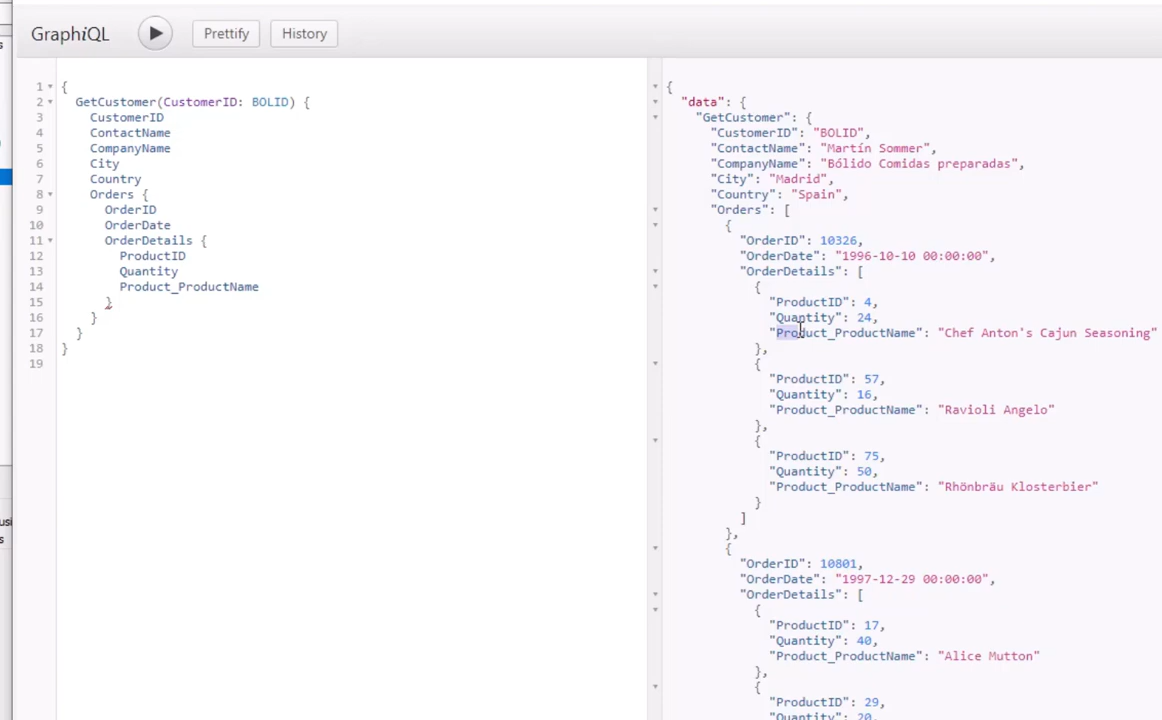 GraphiQL
Prettify
History
1
{
2
GetCustomer(CustomerID: BOLID) {
3
CustomerID
4
ContactName
5
CompanyName
6
City
7
Country
8
Orders {
9
OrderID
10
OrderDate
11
OrderDetails {
12
ProductID
13
Quantity
14
Product_ProductName
15
}
16
}
17
}
18
}
19
{
"data": {
"GetCustomer": {
"CustomerID": "BOLID",
"ContactName": "Martín Sommer",
"CompanyName": "Bólido Comidas preparadas",
"City": "Madrid",
"Country": "Spain",
"Orders": [
{
"OrderID": 10326,
"OrderDate": "1996-10-10 00:00:00",
"OrderDetails": [
{
"ProductID": 4,
"Quantity": 24,
"Product_ProductName": "Chef Anton's Cajun Seasoning"
},
{
"ProductID": 57,
"Quantity": 16,
"Product_ProductName": "Ravioli Angelo"
},
{
"ProductID": 75,
"Quantity": 50,
"Product_ProductName": "Rhönbräu Klosterbier"
}
]
},
{
"OrderID": 10801,
"OrderDate": "1997-12-29 00:00:00",
"OrderDetails": [
{
"ProductID": 17,
"Quantity": 40,
"Product_ProductName": "Alice Mutton"
},
{
"ProductID": 29,
"Quantity": 20,